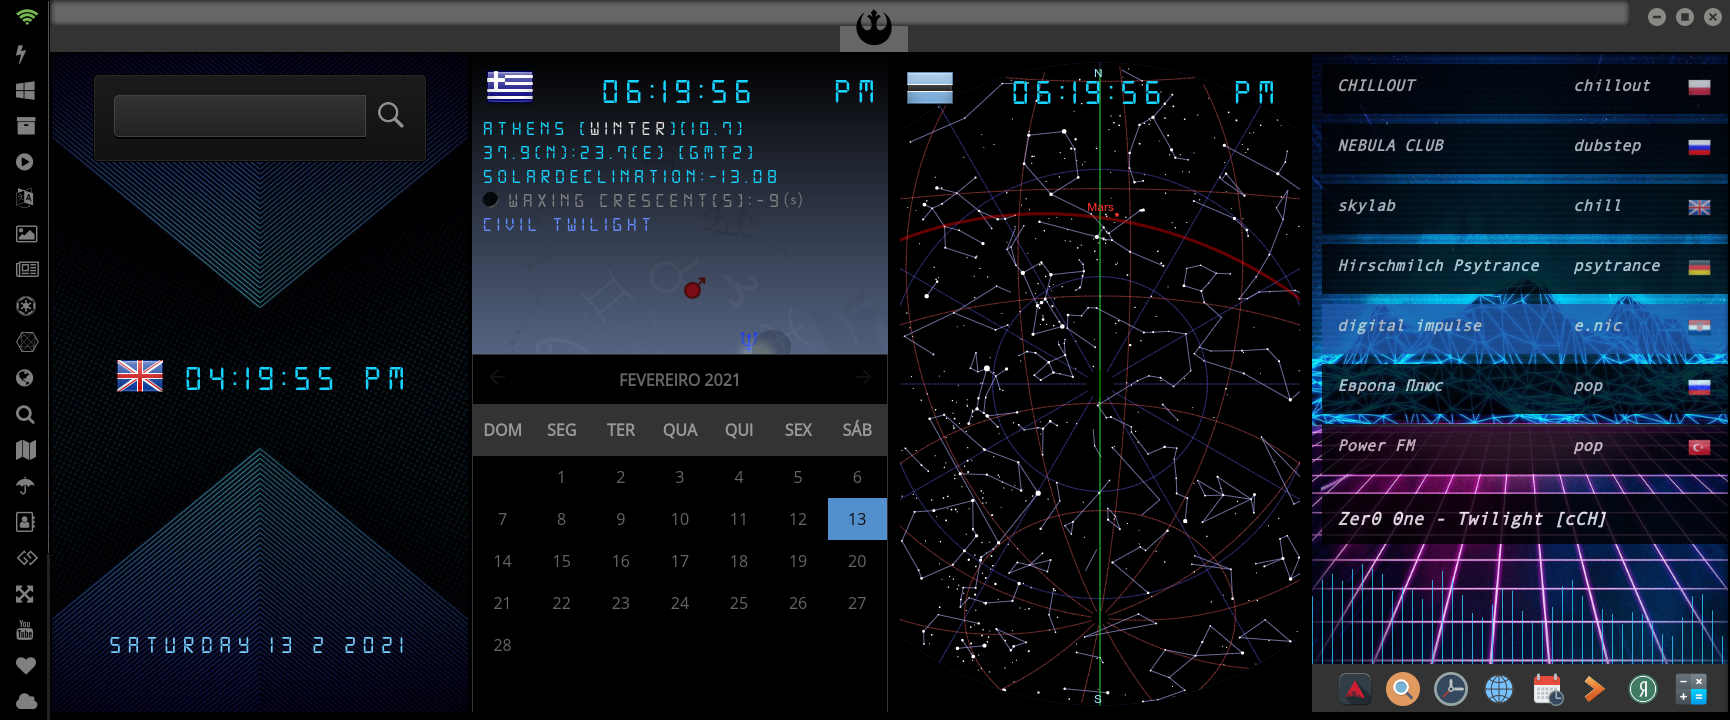 04:19:55 PM
SATURDAY 13 2 2021
06:19:56 PM
ATHENS [WINTER][10.7]
37.9(N):23.7(E) [GMT2]
SOLARDECLINATION:-13.08
WAXING CRESCENT[S]:-9(s)
CIVIL TWILIGHT
FEVEREIRO 2021
DOM SEG TER QUA QUI SEX SÁB
1 2 3 4 5 6
7 8 9 10 11 12 13
14 15 16 17 18 19 20
21 22 23 24 25 26 27
28
N
06:19:56 PM
Mars
S
CHILLOUT chillout
NEBULA CLUB dubstep
skylab chill
Hirschmilch Psytrance psytrance
digital impulse e.nic
Европа Плюс pop
Power FM pop
Zer0 0ne - Twilight [cCH]
You Tube
Я